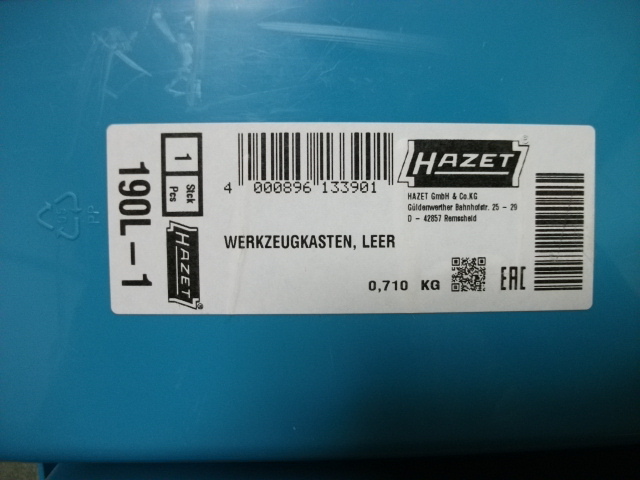 190L-1
1
Stck
Pcs
HAZET
4 000896 133901
HAZET
HAZET GmbH & Co.KG
Güldenwerther Bahnhofstr. 25 - 29
D - 42857 Remscheid
WERKZEUGKASTEN, LEER
0,710 KG
EAC